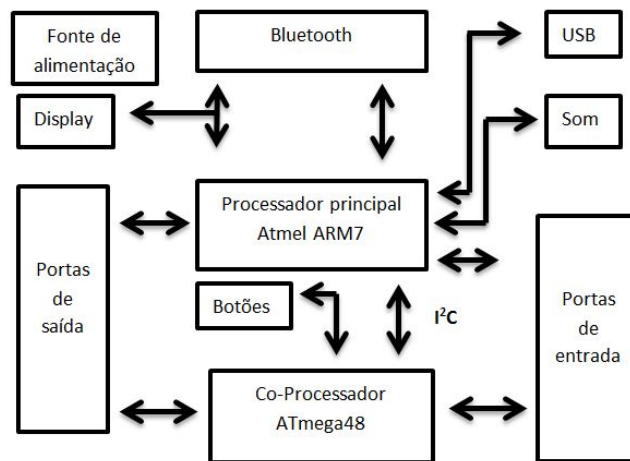 Fonte de
alimentação
Bluetooth
USB
Display
Som
Processador principal
Atmel ARM7
Portas
de
saída
Botões
I²C
Portas
de
entrada
Co-Processador
ATmega48